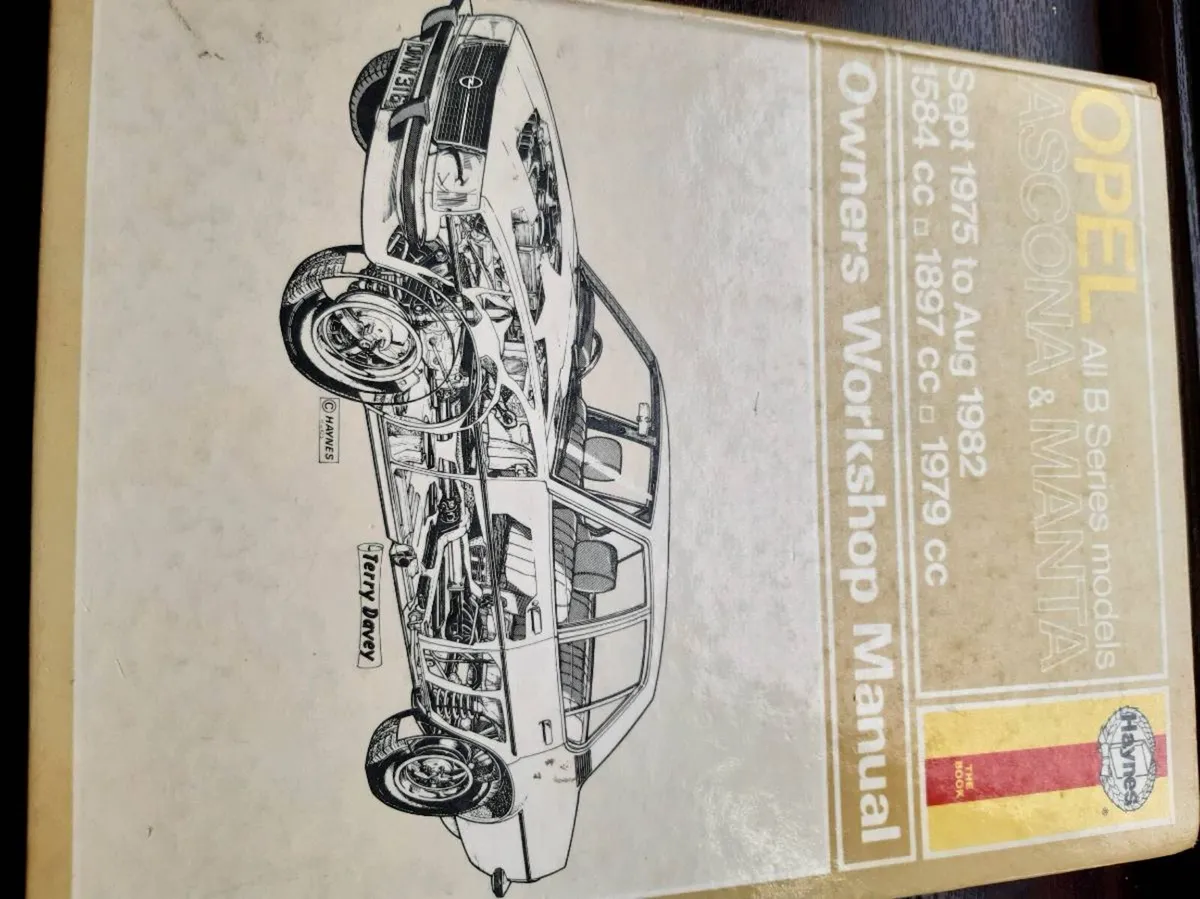 OPEL All B Series models
ASCONA & MANTA
Sept 1975 to Aug 1982
1584 cc □ 1897 cc □ 1979 cc
Haynes
®
THE
BOOK
Owners Workshop Manual
© HAYNES
Terry Davey